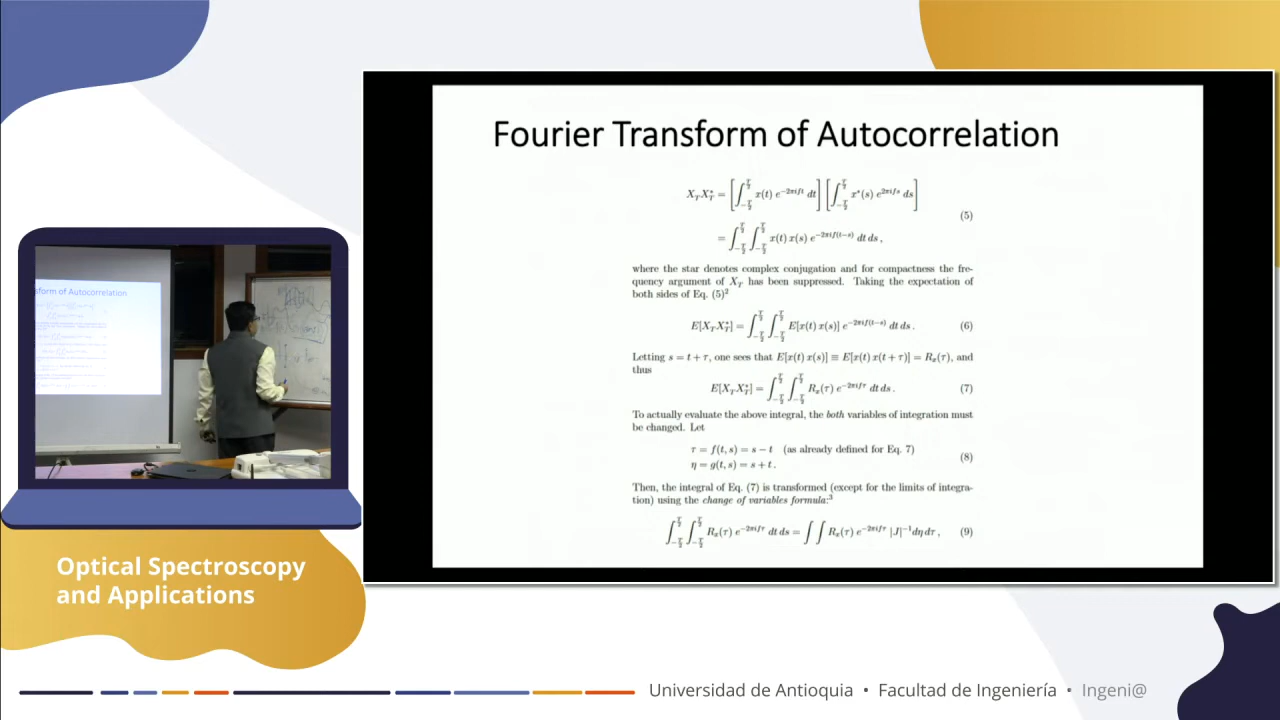 Fourier Transform of Autocorrelation
X_T X_T^* = [∫_{-T/2}^{T/2} x(t) e^{-2πift} dt] [∫_{-T/2}^{T/2} x^*(s) e^{2πifs} ds]
(5)
= ∫_{-T/2}^{T/2} ∫_{-T/2}^{T/2} x(t) x(s) e^{-2πif(t-s)} dt ds ,
where the star denotes complex conjugation and for compactness the fre-
quency argument of X_T has been suppressed. Taking the expectation of
both sides of Eq. (5)²
E[X_T X_T^*] = ∫_{-T/2}^{T/2} ∫_{-T/2}^{T/2} E[x(t) x(s)] e^{-2πif(t-s)} dt ds . (6)
Letting s = t + τ, one sees that E[x(t) x(s)] ≡ E[x(t) x(t + τ)] = R_x(τ), and
thus
E[X_T X_T^*] = ∫_{-T/2}^{T/2} ∫_{-T/2}^{T/2} R_x(τ) e^{-2πifτ} dt ds . (7)
To actually evaluate the above integral, the both variables of integration must
be changed. Let
τ = f(t, s) = s − t (as already defined for Eq. 7)
η = g(t, s) = s + t .
(8)
Then, the integral of Eq. (7) is transformed (except for the limits of integra-
tion) using the change of variables formula:³
∫_{-T/2}^{T/2} ∫_{-T/2}^{T/2} R_x(τ) e^{-2πifτ} dt ds = ∫ ∫ R_x(τ) e^{-2πifτ} |J|^{-1} dη dτ , (9)
sform of Autocorrelation
Optical Spectroscopy
and Applications
Universidad de Antioquia • Facultad de Ingeniería • Ingeni@